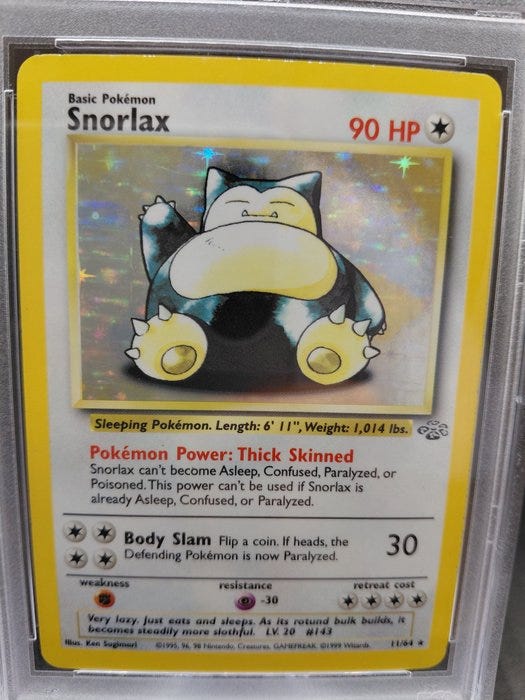 Basic Pokémon
Snorlax
90 HP
Sleeping Pokémon. Length: 6' 11", Weight: 1,014 lbs.
Pokémon Power: Thick Skinned
Snorlax can't become Asleep, Confused, Paralyzed, or
Poisoned. This power can't be used if Snorlax is
already Asleep, Confused, or Paralyzed.
Body Slam Flip a coin. If heads, the
Defending Pokémon is now Paralyzed.
30
weakness
resistance
retreat cost
-30
Very lazy. Just eats and sleeps. As its rotund bulk builds, it
becomes steadily more slothful. LV. 20 #143
Illus. Ken Sugimori
©1995, 96, 98 Nintendo, Creatures, GAMEFREAK. ©1999 Wizards.
11/64 ★